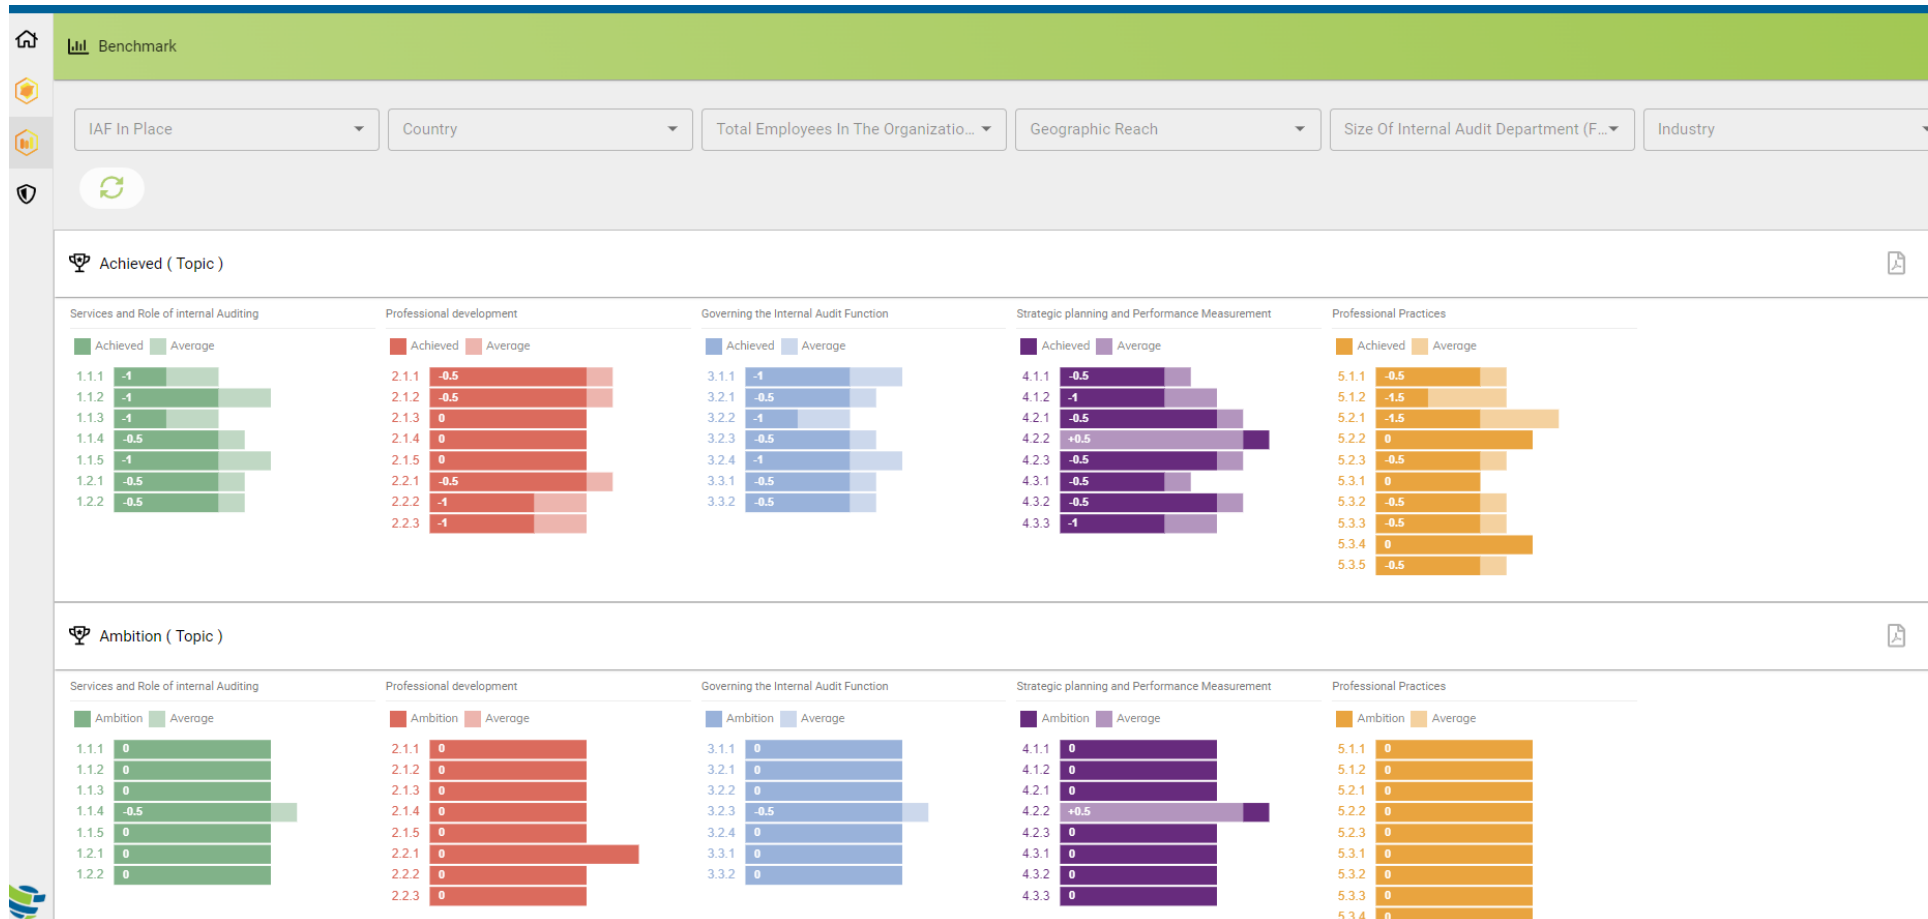 Benchmark
IAF In Place
Country
Total Employees In The Organizatio...
Geographic Reach
Size Of Internal Audit Department (F...
Industry
Achieved ( Topic )
Services and Role of internal Auditing
Achieved Average
1.1.1 -1
1.1.2 -1
1.1.3 -1
1.1.4 -0.5
1.1.5 -1
1.2.1 -0.5
1.2.2 -0.5
Professional development
Achieved Average
2.1.1 -0.5
2.1.2 -0.5
2.1.3 0
2.1.4 0
2.1.5 0
2.2.1 -0.5
2.2.2 -1
2.2.3 -1
Governing the Internal Audit Function
Achieved Average
3.1.1 -1
3.2.1 -0.5
3.2.2 -1
3.2.3 -0.5
3.2.4 -1
3.3.1 -0.5
3.3.2 -0.5
Strategic planning and Performance Measurement
Achieved Average
4.1.1 -0.5
4.1.2 -1
4.2.1 -0.5
4.2.2 +0.5
4.2.3 -0.5
4.3.1 -0.5
4.3.2 -0.5
4.3.3 -1
Professional Practices
Achieved Average
5.1.1 -0.5
5.1.2 -1.5
5.2.1 -1.5
5.2.2 0
5.2.3 -0.5
5.3.1 0
5.3.2 -0.5
5.3.3 -0.5
5.3.4 0
5.3.5 -0.5
Ambition ( Topic )
Services and Role of internal Auditing
Ambition Average
1.1.1 0
1.1.2 0
1.1.3 0
1.1.4 -0.5
1.1.5 0
1.2.1 0
1.2.2 0
Professional development
Ambition Average
2.1.1 0
2.1.2 0
2.1.3 0
2.1.4 0
2.1.5 0
2.2.1 0
2.2.2 0
2.2.3 0
Governing the Internal Audit Function
Ambition Average
3.1.1 0
3.2.1 0
3.2.2 0
3.2.3 -0.5
3.2.4 0
3.3.1 0
3.3.2 0
Strategic planning and Performance Measurement
Ambition Average
4.1.1 0
4.1.2 0
4.2.1 0
4.2.2 +0.5
4.2.3 0
4.3.1 0
4.3.2 0
4.3.3 0
Professional Practices
Ambition Average
5.1.1 0
5.1.2 0
5.2.1 0
5.2.2 0
5.2.3 0
5.3.1 0
5.3.2 0
5.3.3 0
5.3.4 0